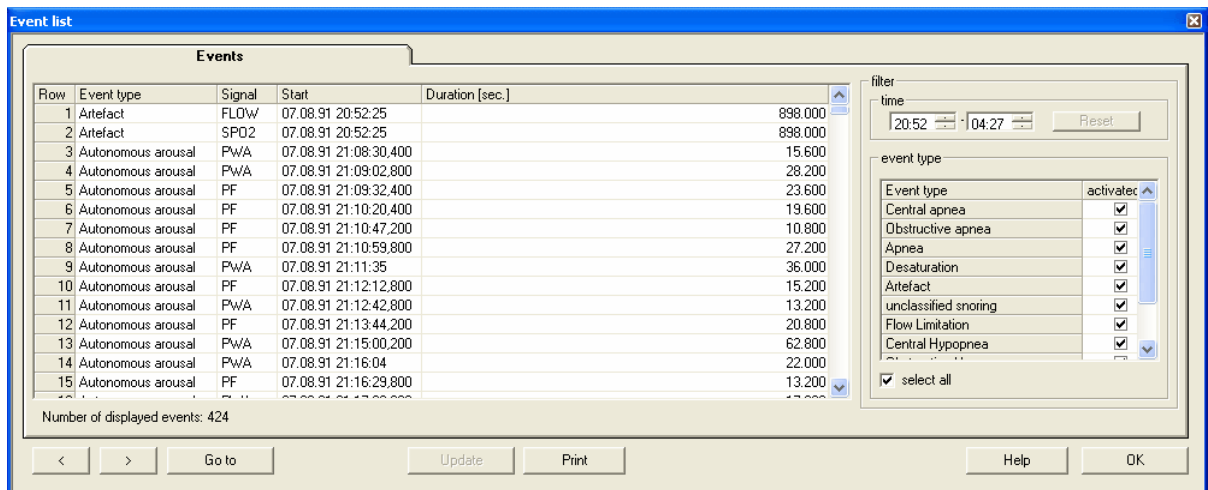 Event list
Events
Row Event type Signal Start Duration [sec.]
1 Artefact FLOW 07.08.91 20:52:25 898.000
2 Artefact SPO2 07.08.91 20:52:25 898.000
3 Autonomous arousal PWA 07.08.91 21:08:30,400 15.600
4 Autonomous arousal PWA 07.08.91 21:09:02,800 28.200
5 Autonomous arousal PF 07.08.91 21:09:32,400 23.600
6 Autonomous arousal PF 07.08.91 21:10:20,400 19.600
7 Autonomous arousal PF 07.08.91 21:10:47,200 10.800
8 Autonomous arousal PF 07.08.91 21:10:59,800 27.200
9 Autonomous arousal PWA 07.08.91 21:11:35 36.000
10 Autonomous arousal PF 07.08.91 21:12:12,800 15.200
11 Autonomous arousal PWA 07.08.91 21:12:42,800 13.200
12 Autonomous arousal PF 07.08.91 21:13:44,200 20.800
13 Autonomous arousal PWA 07.08.91 21:15:00,200 62.800
14 Autonomous arousal PWA 07.08.91 21:16:04 22.000
15 Autonomous arousal PF 07.08.91 21:16:29,800 13.200
Number of displayed events: 424
filter
time
20:52 - 04:27 Reset
event type
Event type activated
Central apnea
Obstructive apnea
Apnea
Desaturation
Artefact
unclassified snoring
Flow Limitation
Central Hypopnea
select all
< > Go to Update Print Help OK